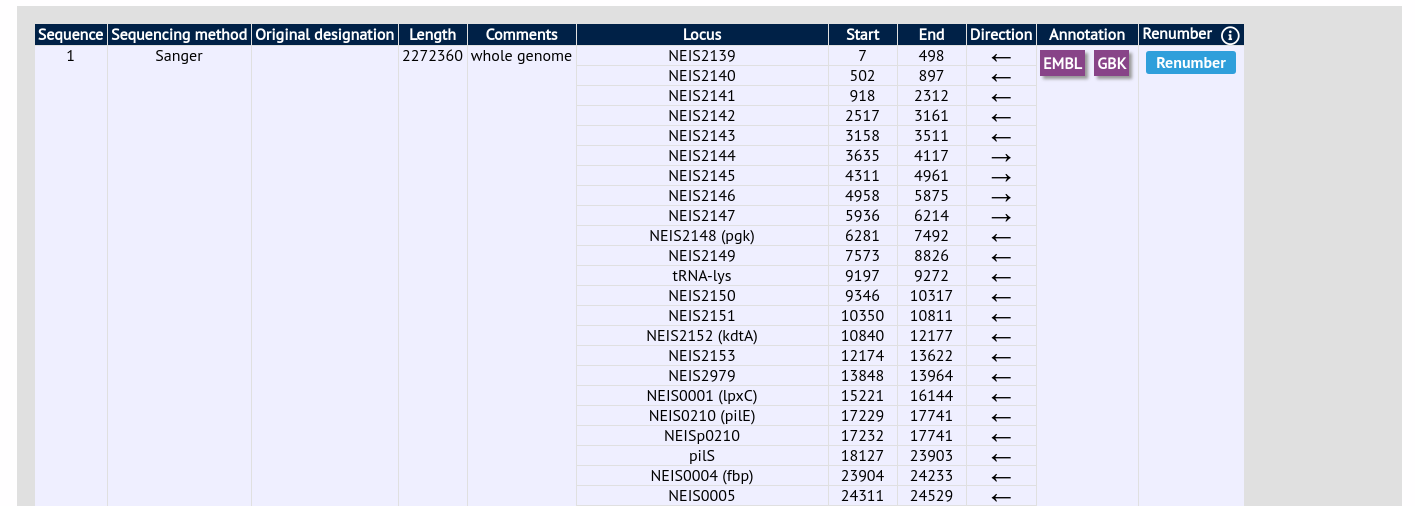 Sequence Sequencing method Original designation Length Comments Locus Start End Direction Annotation Renumber
1 Sanger 2272360 whole genome NEIS2139 7 498 ← EMBL GBK Renumber
NEIS2140 502 897 ←
NEIS2141 918 2312 ←
NEIS2142 2517 3161 ←
NEIS2143 3158 3511 ←
NEIS2144 3635 4117 →
NEIS2145 4311 4961 →
NEIS2146 4958 5875 →
NEIS2147 5936 6214 →
NEIS2148 (pgk) 6281 7492 ←
NEIS2149 7573 8826 ←
tRNA-lys 9197 9272 ←
NEIS2150 9346 10317 ←
NEIS2151 10350 10811 ←
NEIS2152 (kdtA) 10840 12177 ←
NEIS2153 12174 13622 ←
NEIS2979 13848 13964 ←
NEIS0001 (lpxC) 15221 16144 ←
NEIS0210 (pilE) 17229 17741 ←
NEISp0210 17232 17741 ←
pilS 18127 23903 ←
NEIS0004 (fbp) 23904 24233 ←
NEIS0005 24311 24529 ←